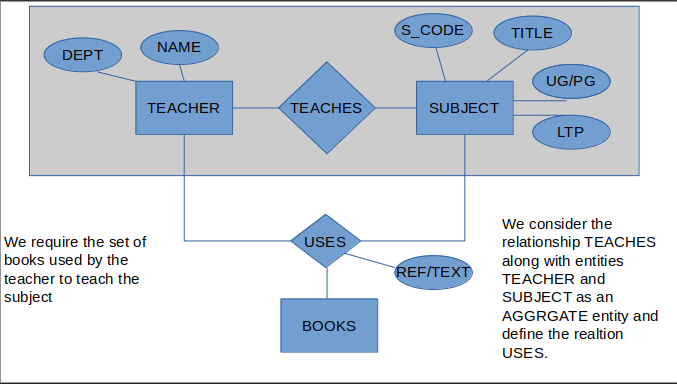 S_CODE
TITLE
DEPT
NAME
UG/PG
TEACHER
TEACHES
SUBJECT
LTP
We require the set of
books used by the
teacher to teach the
subject
USES
REF/TEXT
BOOKS
We consider the
relationship TEACHES
along with entities
TEACHER and
SUBJECT as an
AGGRGATE entity and
define the realtion
USES.